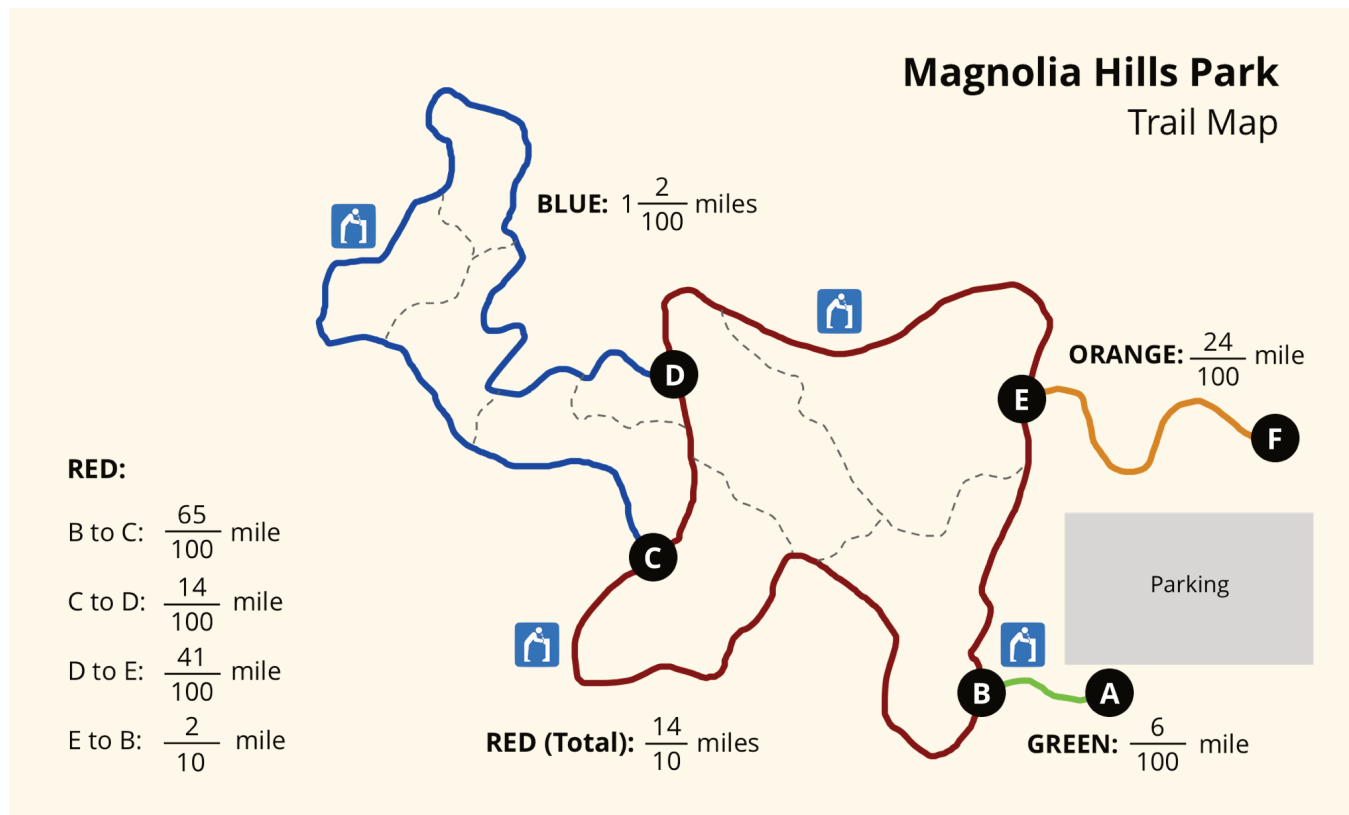 Magnolia Hills Park
Trail Map
BLUE: 1 2/100 miles
D
E
ORANGE: 24/100 mile
F
RED:
B to C: 65/100 mile
C to D: 14/100 mile
D to E: 41/100 mile
E to B: 2/10 mile
C
Parking
B
A
RED (Total): 14/10 miles
GREEN: 6/100 mile